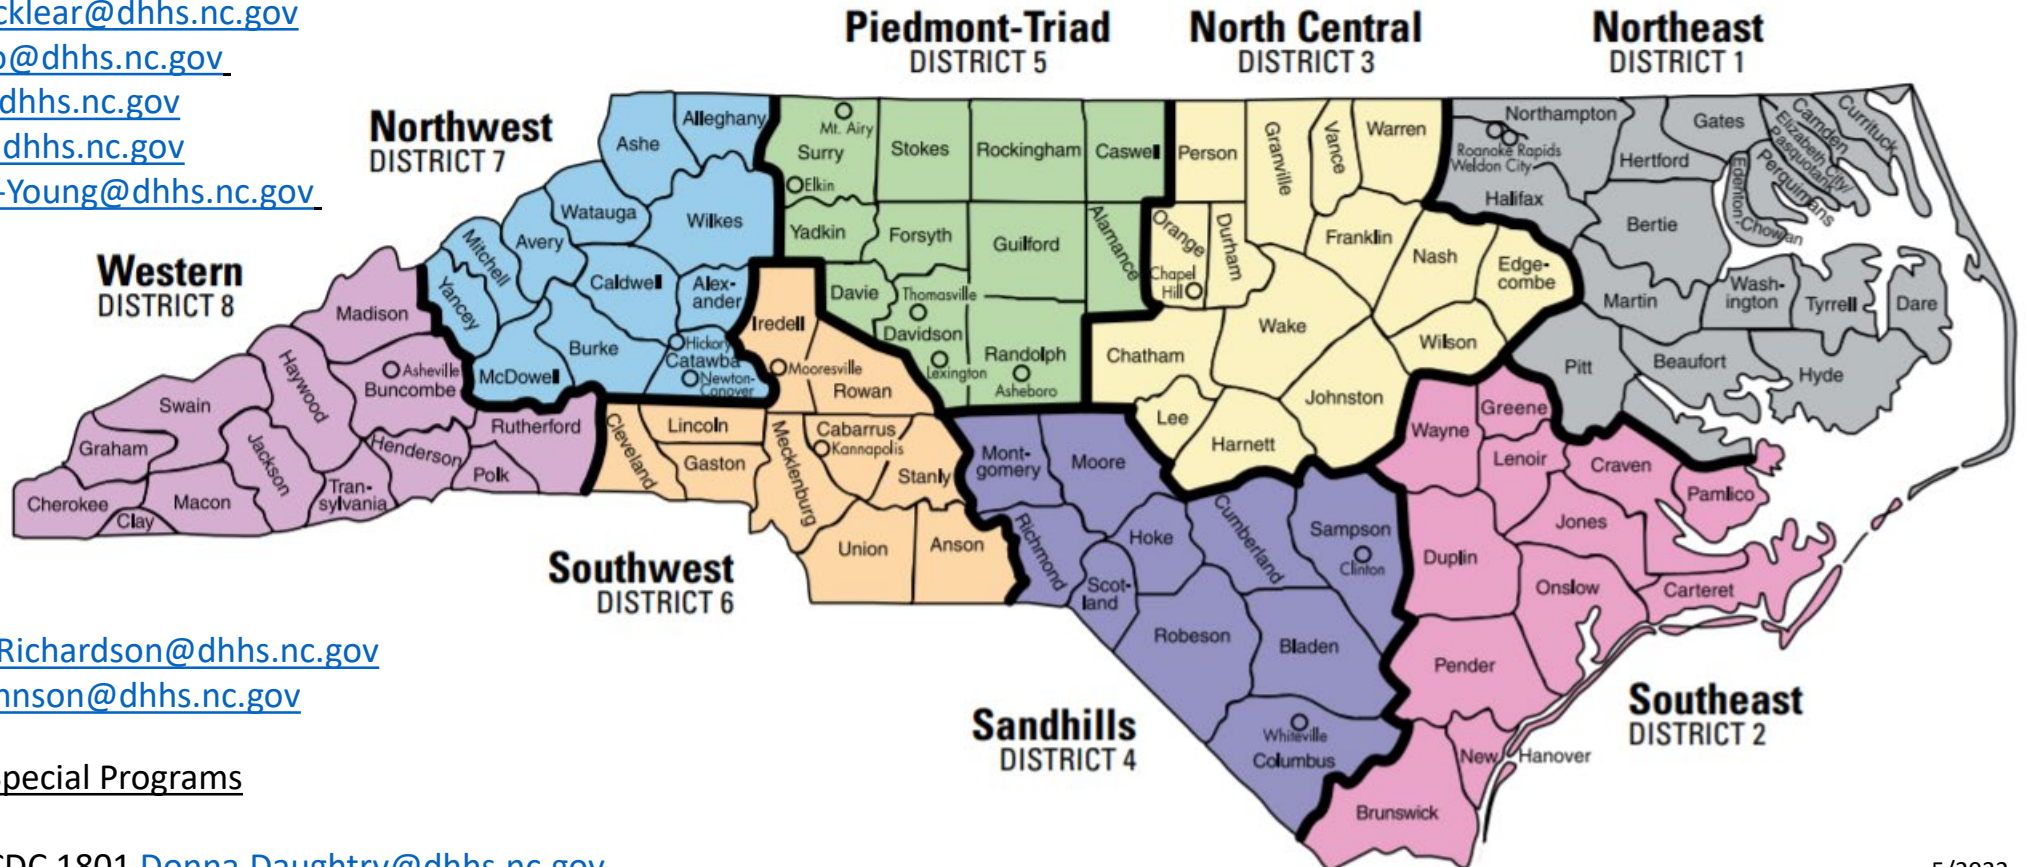 cklear@dhhs.nc.gov
o@dhhs.nc.gov
dhhs.nc.gov
dhhs.nc.gov
-Young@dhhs.nc.gov
Piedmont-Triad
DISTRICT 5
North Central
DISTRICT 3
Northeast
DISTRICT 1
Northwest
DISTRICT 7
Western
DISTRICT 8
Ashe
Alleghany
Watauga
Wilkes
Mitchell
Avery
Yancey
Caldwell
Alex-
ander
Burke
McDowell
Hickory
Catawba
Newton-
Conover
Mt. Airy
Surry
Elkin
Stokes
Rockingham
Caswell
Yadkin
Forsyth
Guilford
Alamance
Davie
Thomasville
Davidson
Lexington
Randolph
Asheboro
Person
Granville
Vance
Warren
Orange
Durham
Chapel
Hill
Franklin
Nash
Edge-
combe
Wake
Wilson
Chatham
Johnston
Lee
Harnett
Northampton
Roanoke Rapids
Weldon City
Halifax
Gates
Hertford
Bertie
Camden
Currituck
Elizabeth City/
Pasquotank
Perquimans
Edenton-Chowan
Martin
Wash-
ington
Tyrrell
Dare
Pitt
Beaufort
Hyde
Madison
Haywood
Asheville
Buncombe
Swain
Graham
Jackson
Henderson
Rutherford
Polk
Tran-
sylvania
Cherokee
Clay
Macon
Iredell
Mooresville
Rowan
Cleveland
Lincoln
Gaston
Mecklenburg
Cabarrus
Kannapolis
Stanly
Union
Anson
Southwest
DISTRICT 6
Mont-
gomery
Moore
Richmond
Hoke
Scot-
land
Cumberland
Sampson
Clinton
Robeson
Bladen
Whiteville
Columbus
Sandhills
DISTRICT 4
Wayne
Greene
Lenoir
Craven
Pamlico
Jones
Duplin
Onslow
Carteret
Pender
New Hanover
Brunswick
Southeast
DISTRICT 2
Richardson@dhhs.nc.gov
hnson@dhhs.nc.gov
Special Programs
CDC 1801 Donna.Daughtry@dhhs.nc.gov